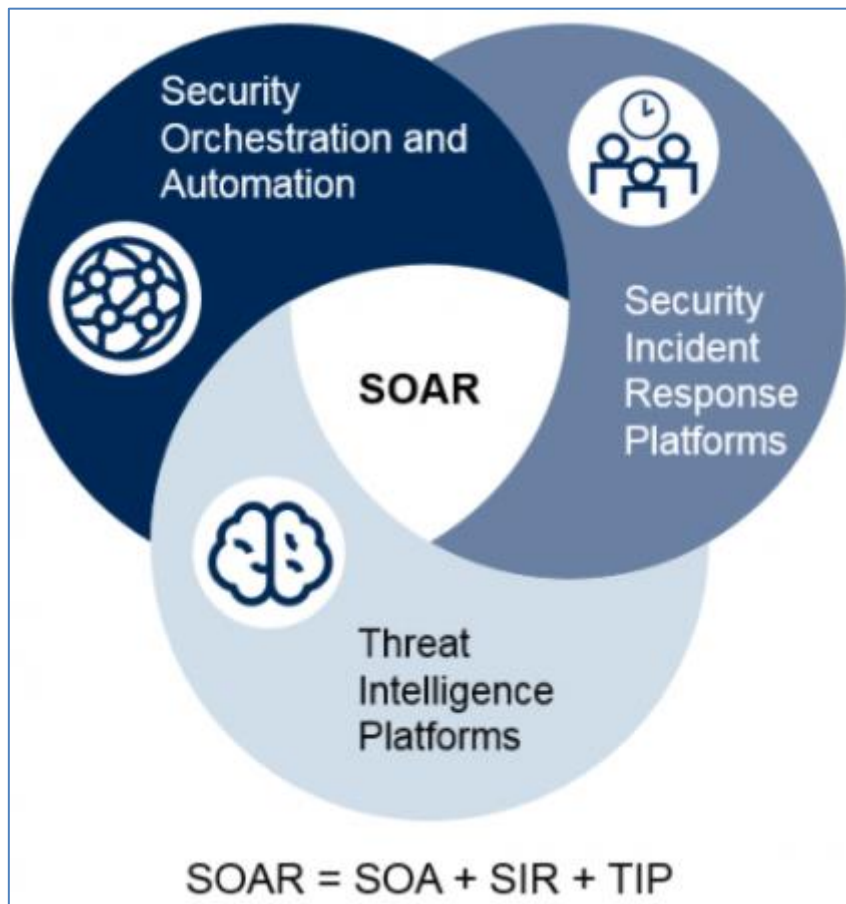 Security
Orchestration and
Automation
Security
Incident
Response
Platforms
SOAR
Threat
Intelligence
Platforms
SOAR = SOA + SIR + TIP